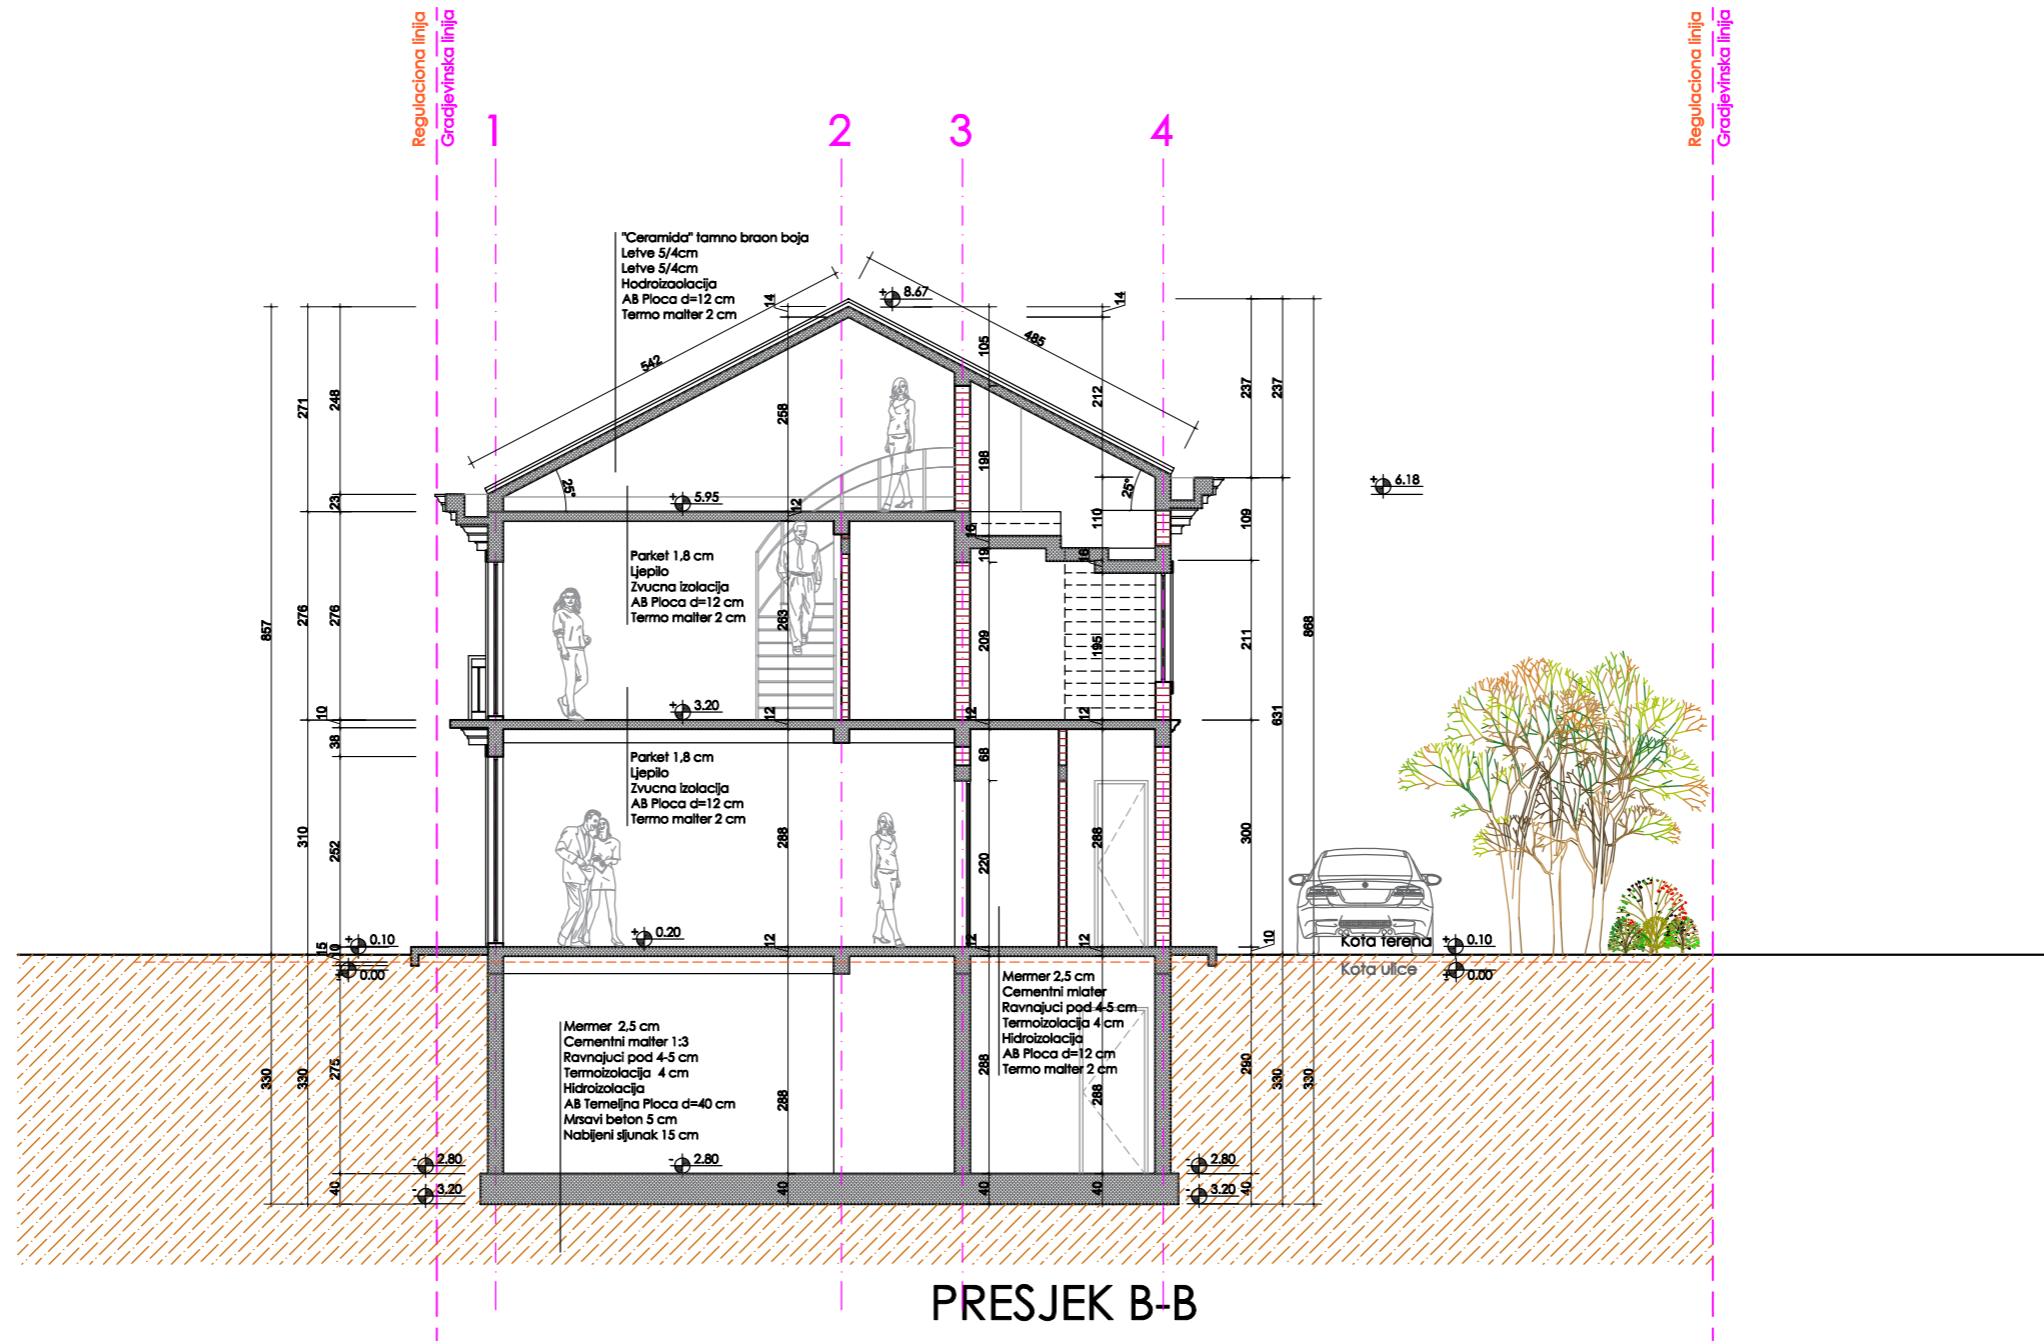 Regulaciona linija
Gradjevinska linija
Regulaciona linija
Gradjevinska linija
1
2
3
4
"Ceramida" tamno braon boja
Letve 5/4cm
Letve 5/4cm
Hodroizaolacija
AB Ploca d=12 cm
Termo malter 2 cm
+ 8.67
14
14
542
485
105
212
237
237
271
248
258
198
25°
25°
23
+ 5.95
12
+ 6.18
110
109
16
19
16
Parket 1,8 cm
Ljepilo
Zvucna izolacija
AB Ploca d=12 cm
Termo malter 2 cm
857
276
276
263
209
195
211
868
631
+ 3.20
10
12
12
12
38
68
Parket 1,8 cm
Ljepilo
Zvucna izolacija
AB Ploca d=12 cm
Termo malter 2 cm
310
252
288
220
288
300
+ 0.20
15
10
+ 0.10
+ 0.00
12
12
12
10
Kota terena
+ 0.10
Kota ulice
+ 0.00
Mermer 2,5 cm
Cementni mlater
Ravnajuci pod 4-5 cm
Termoizolacija 4 cm
Hidroizolacija
AB Ploca d=12 cm
Termo malter 2 cm
Mermer 2,5 cm
Cementni malter 1:3
Ravnajuci pod 4-5 cm
Termoizolacija 4 cm
Hidroizolacija
AB Temeljna Ploca d=40 cm
Mrsavi beton 5 cm
Nabijeni sljunak 15 cm
330
330
275
288
288
288
290
330
330
- 2.80
- 2.80
- 2.80
- 3.20
- 3.20
40
40
40
40
40
PRESJEK B-B